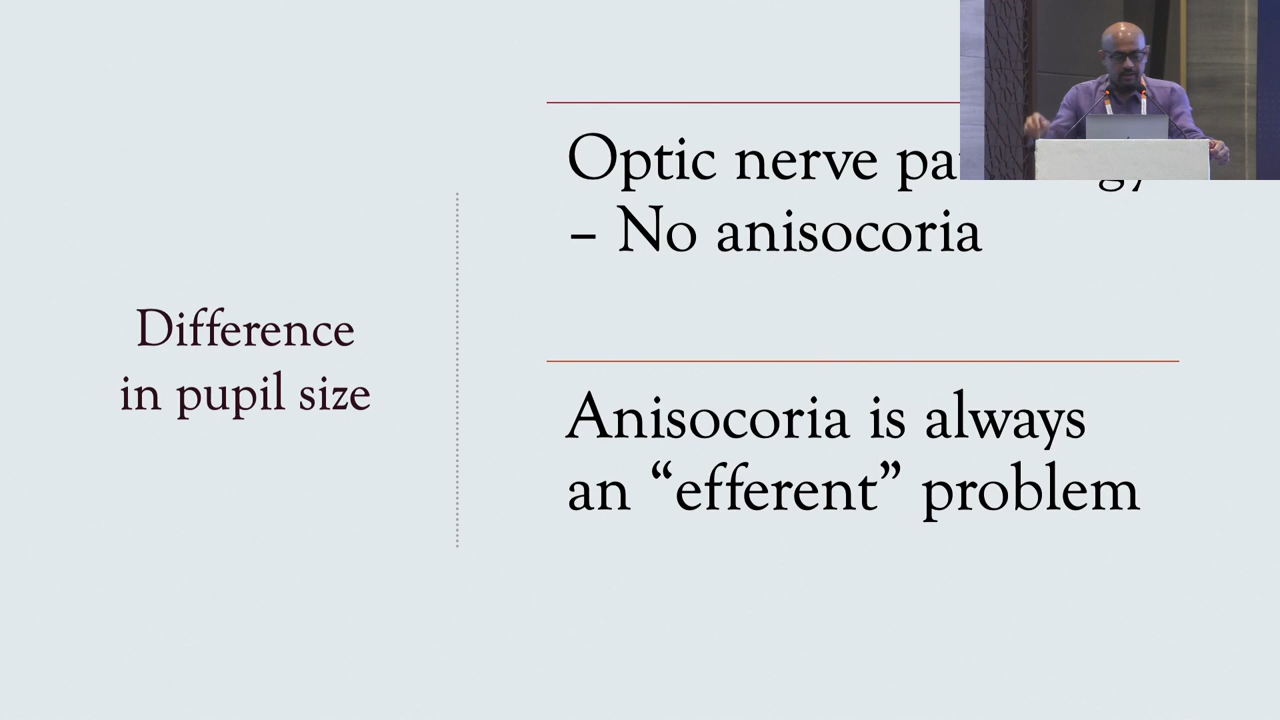 Difference
in pupil size
Optic nerve
– No anisocoria
Anisocoria is always
an “efferent” problem